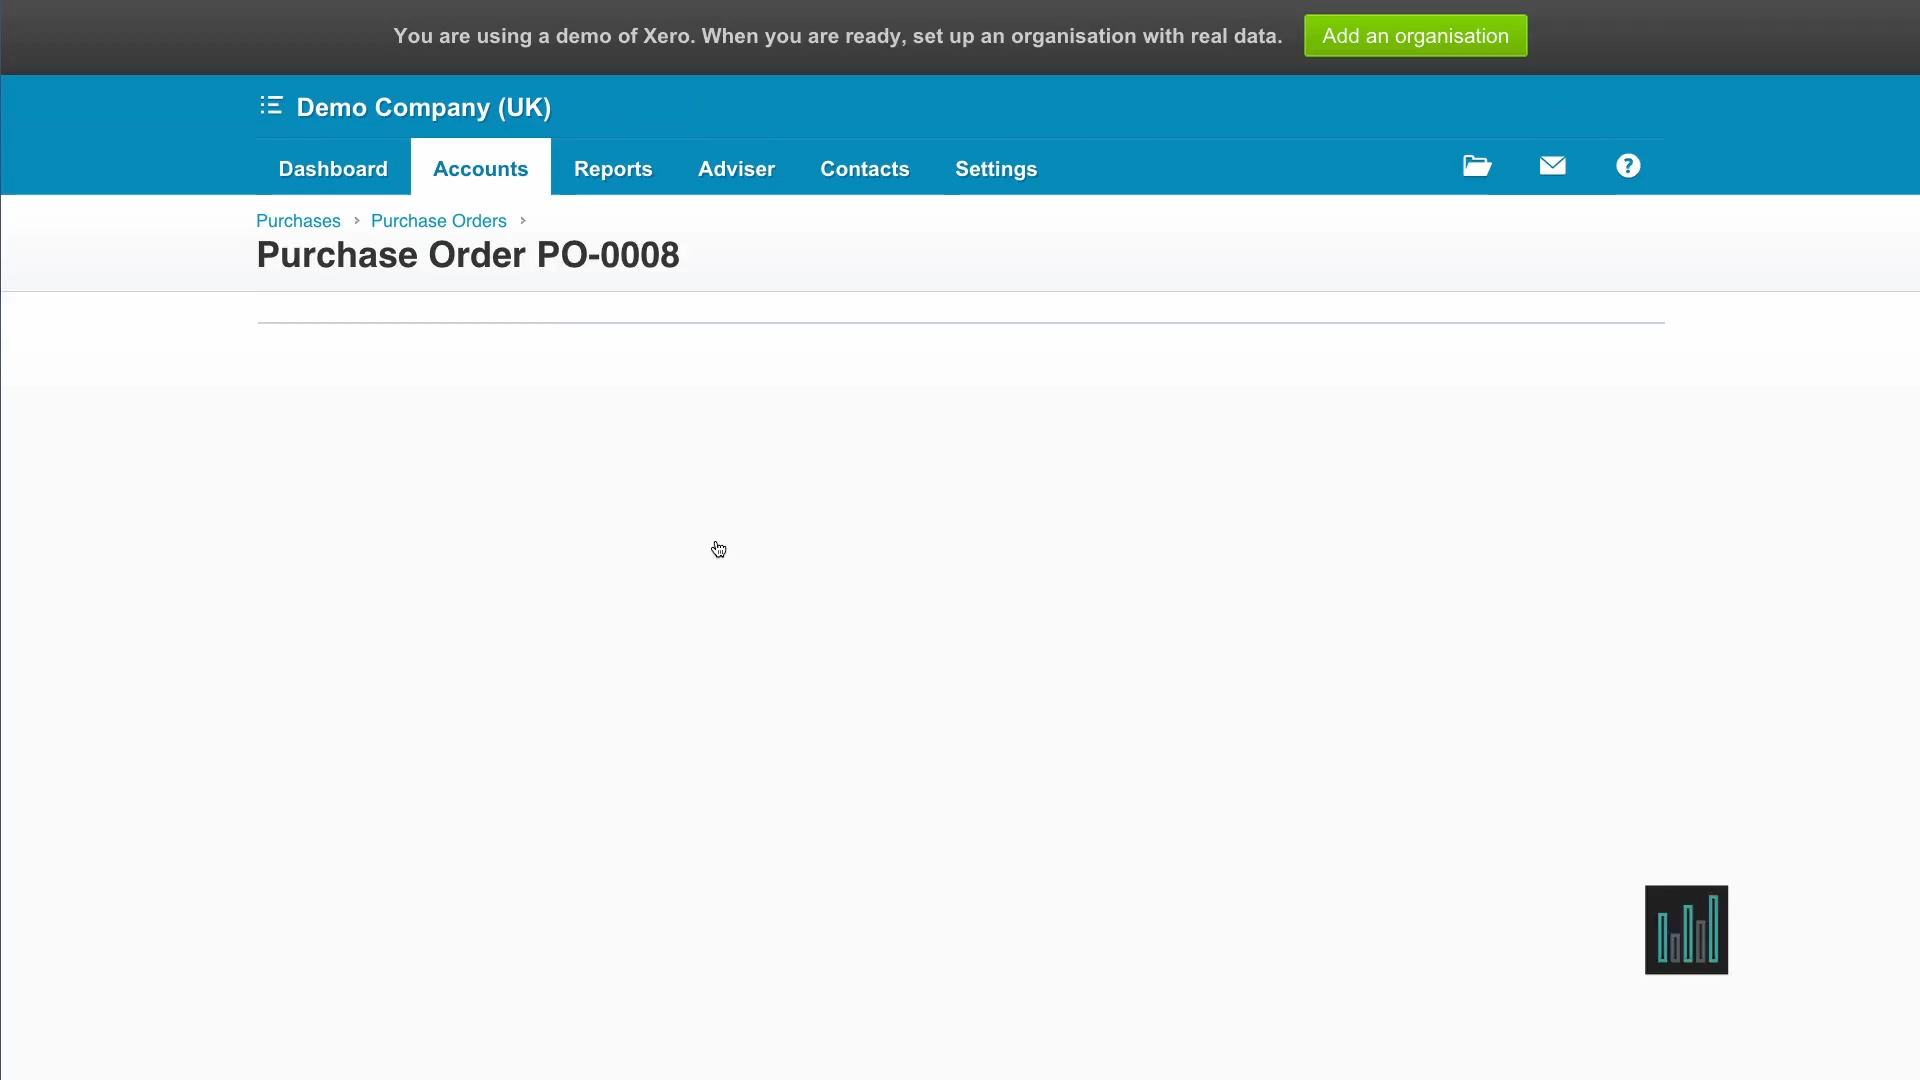 You are using a demo of Xero. When you are ready, set up an organisation with real data. Add an organisation
Demo Company (UK)
Dashboard Accounts Reports Adviser Contacts Settings ?
Purchases › Purchase Orders ›
Purchase Order PO-0008